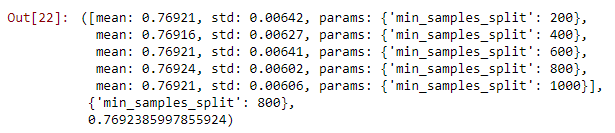 Out[22]: ([mean: 0.76921, std: 0.00642, params: {'min_samples_split': 200},
mean: 0.76916, std: 0.00627, params: {'min_samples_split': 400},
mean: 0.76921, std: 0.00641, params: {'min_samples_split': 600},
mean: 0.76924, std: 0.00602, params: {'min_samples_split': 800},
mean: 0.76921, std: 0.00606, params: {'min_samples_split': 1000}],
{'min_samples_split': 800},
0.7692385997855924)